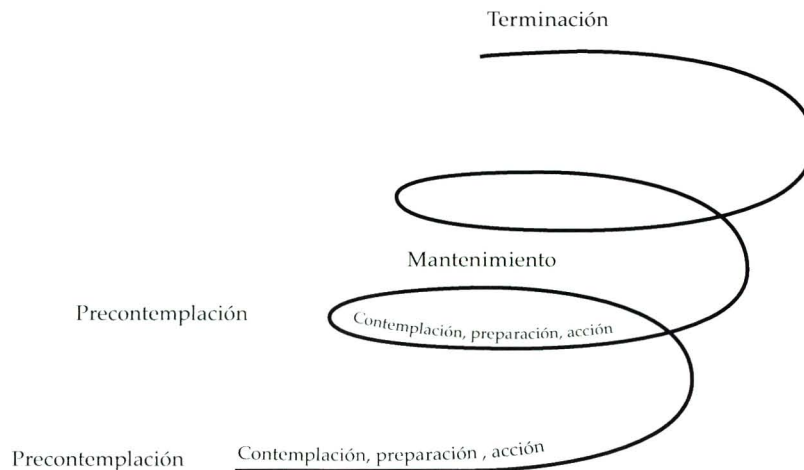 Terminación
Mantenimiento
Precontemplación
Contemplación, preparación, acción
Precontemplación
Contemplación, preparación , acción